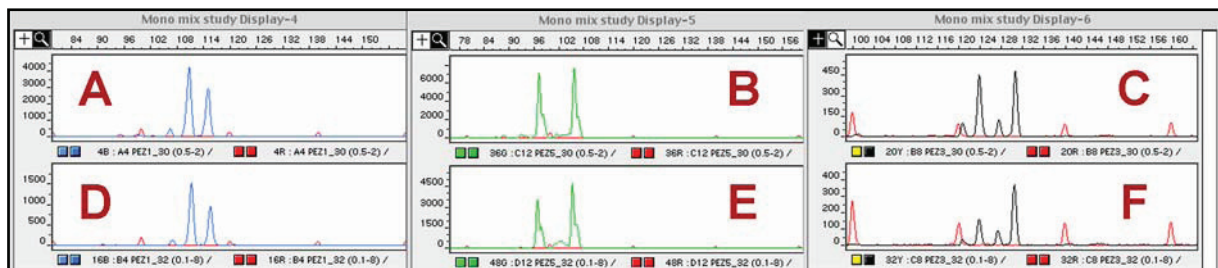 Mono mix study Display-4
84 90 96 102 108 114 120 126 132 138 144 150
4000
3000
2000
1000
0
A
4B : A4 PEZ1_30 (0.5-2) / 4R : A4 PEZ1_30 (0.5-2) /
1500
1000
500
0
D
16B : B4 PEZ1_32 (0.1-8) / 16R : B4 PEZ1_32 (0.1-8) /
Mono mix study Display-5
78 84 90 96 102 108 114 120 126 132 138 144 150 156
6000
4000
2000
0
B
36G : C12 PEZ5_30 (0.5-2) / 36R : C12 PEZ5_30 (0.5-2) /
4500
3000
1500
0
E
48G : D12 PEZ5_32 (0.1-8) / 48R : D12 PEZ5_32 (0.1-8) /
Mono mix study Display-6
100 104 108 112 116 120 124 128 132 136 140 144 148 152 156 160
450
300
150
0
C
20Y : B8 PEZ3_30 (0.5-2) / 20R : B8 PEZ3_30 (0.5-2) /
400
300
200
100
0
F
32Y : C8 PEZ3_32 (0.1-8) / 32R : C8 PEZ3_32 (0.1-8) /